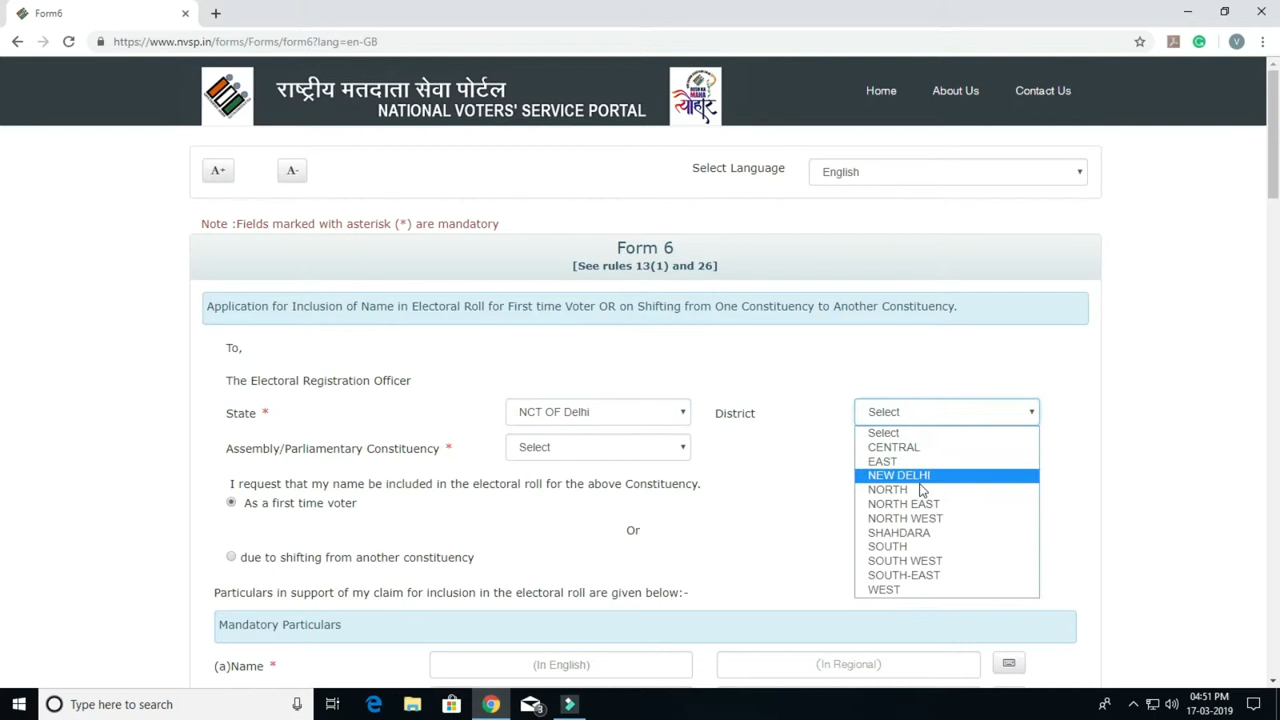 Form6
https://www.nvsp.in/forms/Forms/form6?lang=en-GB
V
राष्ट्रीय मतदाता सेवा पोर्टल
NATIONAL VOTERS' SERVICE PORTAL
DESH KA
MAHA
त्योहार
Home About Us Contact Us
A+ A- Select Language English
Note :Fields marked with asterisk (*) are mandatory
Form 6
[See rules 13(1) and 26]
Application for Inclusion of Name in Electoral Roll for First time Voter OR on Shifting from One Constituency to Another Constituency.
To,
The Electoral Registration Officer
State * NCT OF Delhi District Select
Assembly/Parliamentary Constituency * Select
Select
CENTRAL
EAST
NEW DELHI
NORTH
NORTH EAST
NORTH WEST
SHAHDARA
SOUTH
SOUTH WEST
SOUTH-EAST
WEST
I request that my name be included in the electoral roll for the above Constituency.
As a first time voter
Or
due to shifting from another constituency
Particulars in support of my claim for inclusion in the electoral roll are given below:-
Mandatory Particulars
(a)Name * (In English) (In Regional)
Type here to search
3
04:51 PM
17-03-2019